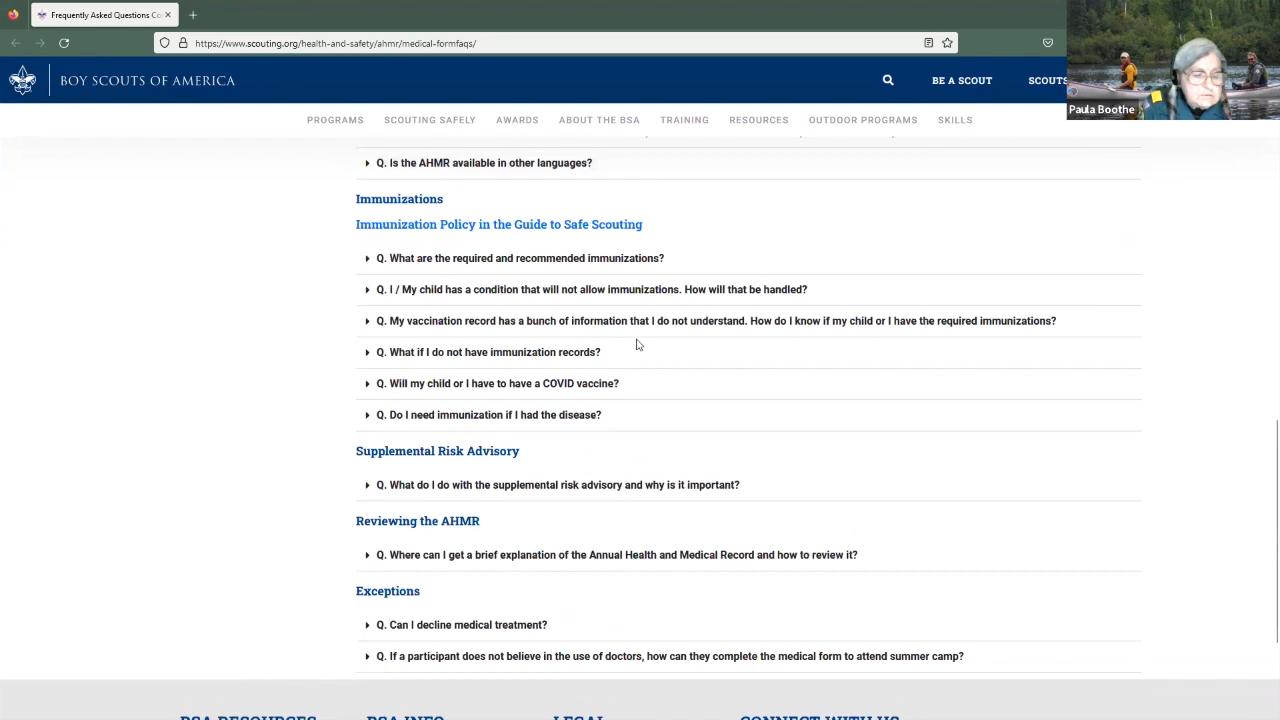 Frequently Asked Questions Co
https://www.scouting.org/health-and-safety/ahmr/medical-formfaqs/
BOY SCOUTS OF AMERICA
BE A SCOUT
SCOUTS
Paula Boothe
PROGRAMS
SCOUTING SAFELY
AWARDS
ABOUT THE BSA
TRAINING
RESOURCES
OUTDOOR PROGRAMS
SKILLS
Q. Is the AHMR available in other languages?
Immunizations
Immunization Policy in the Guide to Safe Scouting
Q. What are the required and recommended immunizations?
Q. I / My child has a condition that will not allow immunizations. How will that be handled?
Q. My vaccination record has a bunch of information that I do not understand. How do I know if my child or I have the required immunizations?
Q. What if I do not have immunization records?
Q. Will my child or I have to have a COVID vaccine?
Q. Do I need immunization if I had the disease?
Supplemental Risk Advisory
Q. What do I do with the supplemental risk advisory and why is it important?
Reviewing the AHMR
Q. Where can I get a brief explanation of the Annual Health and Medical Record and how to review it?
Exceptions
Q. Can I decline medical treatment?
Q. If a participant does not believe in the use of doctors, how can they complete the medical form to attend summer camp?
BSA RESOURCES
BSA INFO
LEGAL
CONNECT WITH US